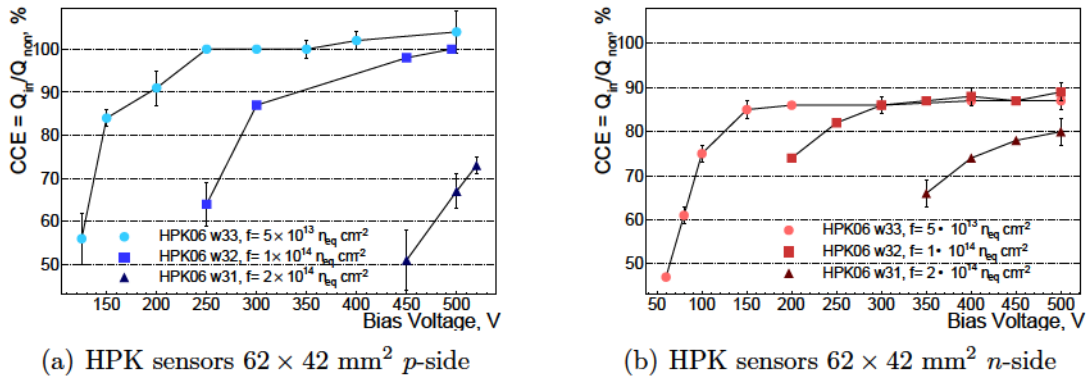 CCE = Q_in/Q_non, %
100
90
80
70
60
50
HPK06 w33, f= 5× 10^13 n_eq cm^-2
HPK06 w32, f= 1× 10^14 n_eq cm^-2
HPK06 w31, f= 2× 10^14 n_eq cm^-2
150 200 250 300 350 400 450 500
Bias Voltage, V
(a) HPK sensors 62 × 42 mm² p-side
CCE = Q_in/Q_non, %
100
90
80
70
60
50
HPK06 w33, f= 5• 10^13 n_eq cm^-2
HPK06 w32, f= 1• 10^14 n_eq cm^-2
HPK06 w31, f= 2• 10^14 n_eq cm^-2
50 100 150 200 250 300 350 400 450 500
Bias Voltage, V
(b) HPK sensors 62 × 42 mm² n-side